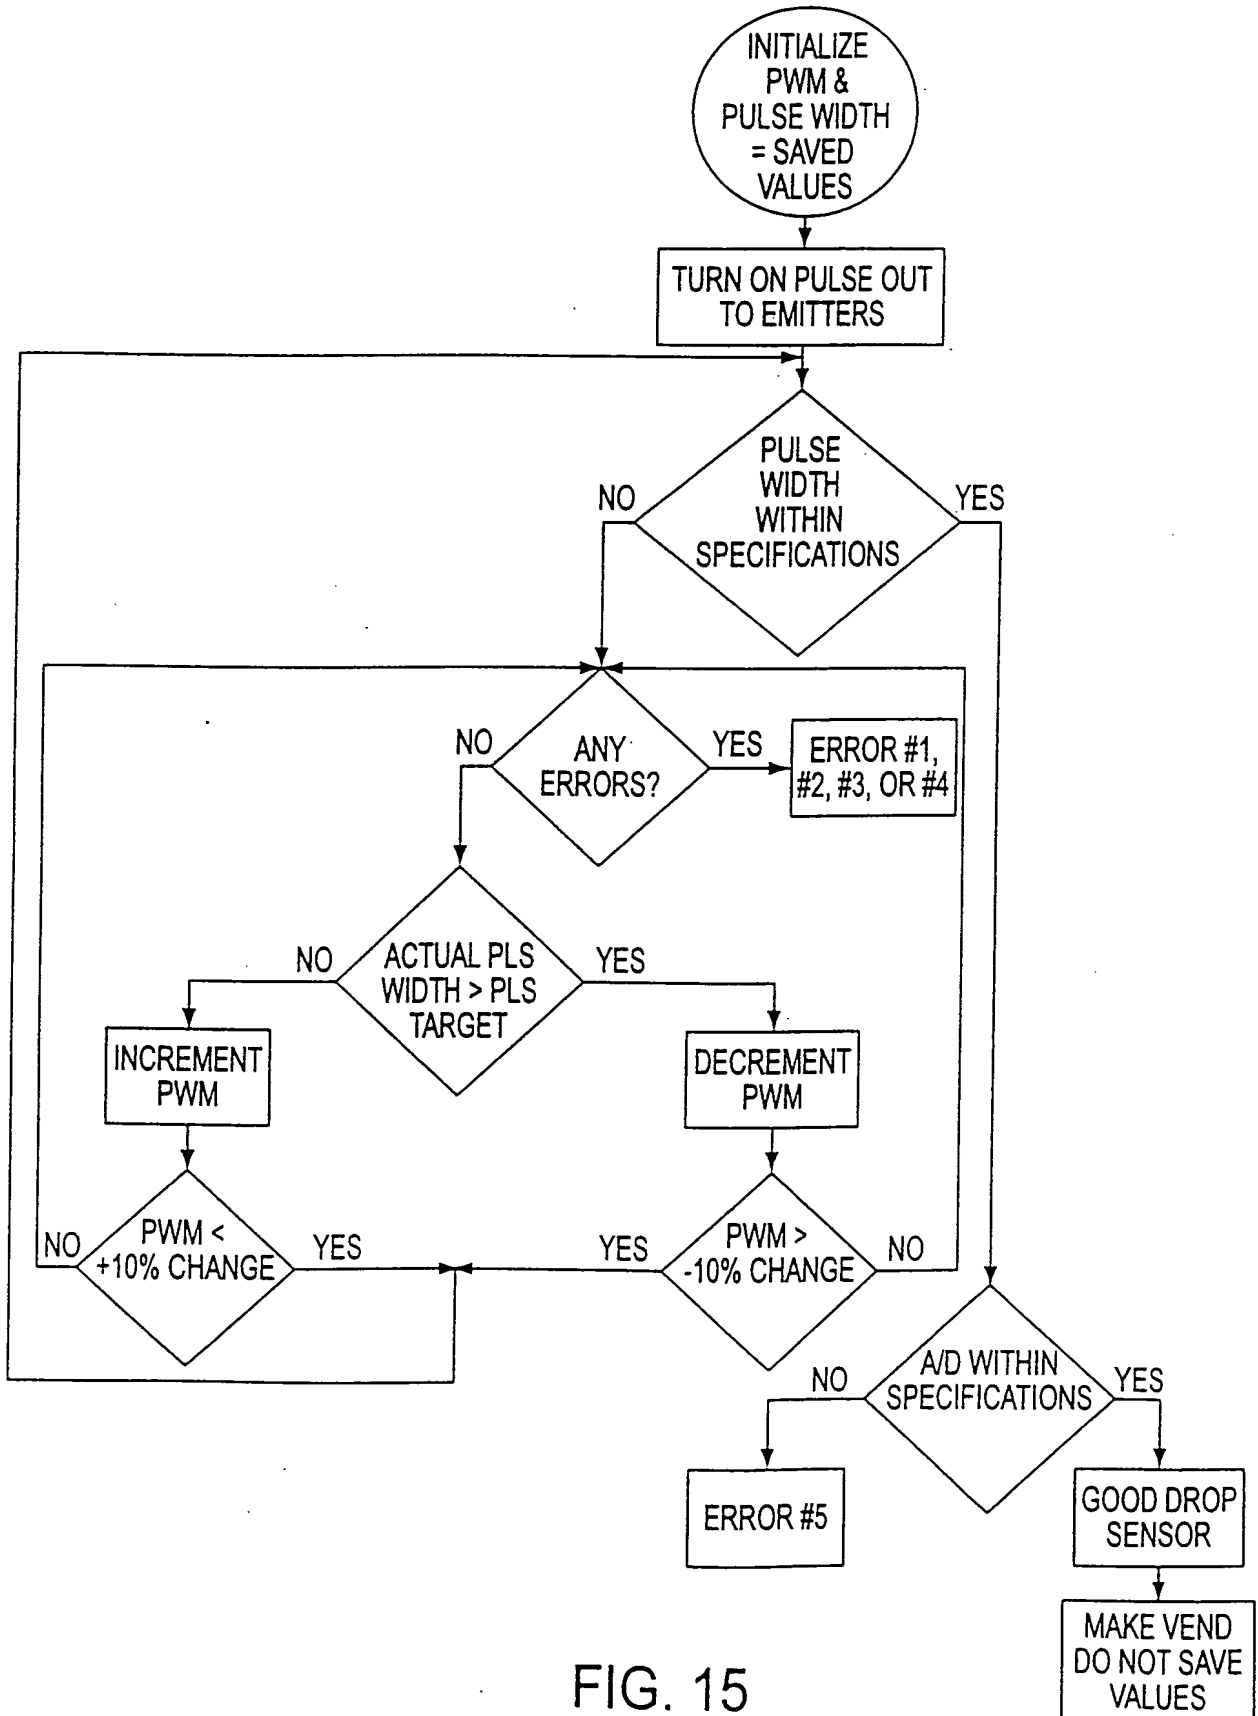 INITIALIZE
PWM &
PULSE WIDTH
= SAVED
VALUES
TURN ON PULSE OUT
TO EMITTERS
PULSE
WIDTH
WITHIN
SPECIFICATIONS
NO
YES
ANY
ERRORS?
NO
YES
ERROR #1,
#2, #3, OR #4
ACTUAL PLS
WIDTH > PLS
TARGET
NO
YES
INCREMENT
PWM
DECREMENT
PWM
PWM <
+10% CHANGE
NO
YES
PWM >
-10% CHANGE
YES
NO
A/D WITHIN
SPECIFICATIONS
NO
YES
ERROR #5
GOOD DROP
SENSOR
MAKE VEND
DO NOT SAVE
VALUES
FIG. 15